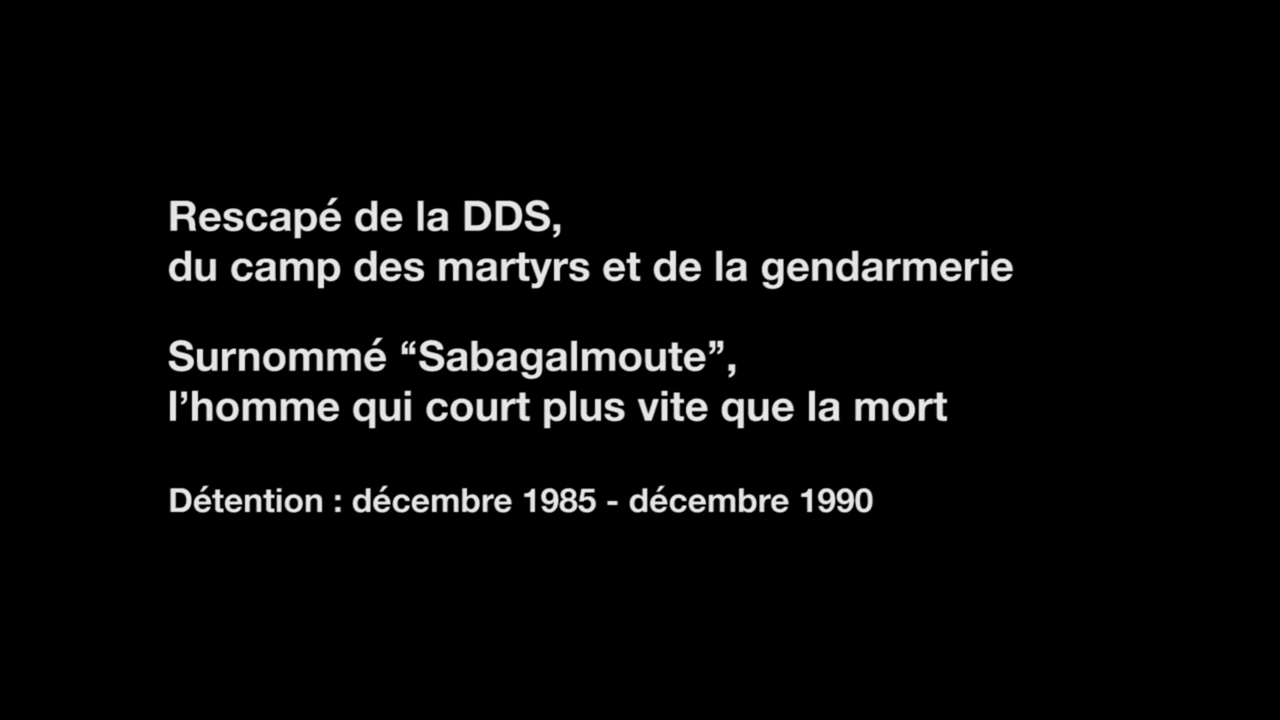 Rescapé de la DDS,
du camp des martyrs et de la gendarmerie
Surnommé “Sabagalmoute”,
l’homme qui court plus vite que la mort
Détention : décembre 1985 - décembre 1990